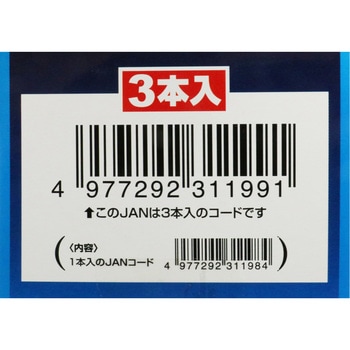 3本入
4 977292 311991
⬆このJANは3本入のコードです
〈内容〉
1本入のJANコード
4 977292 311984